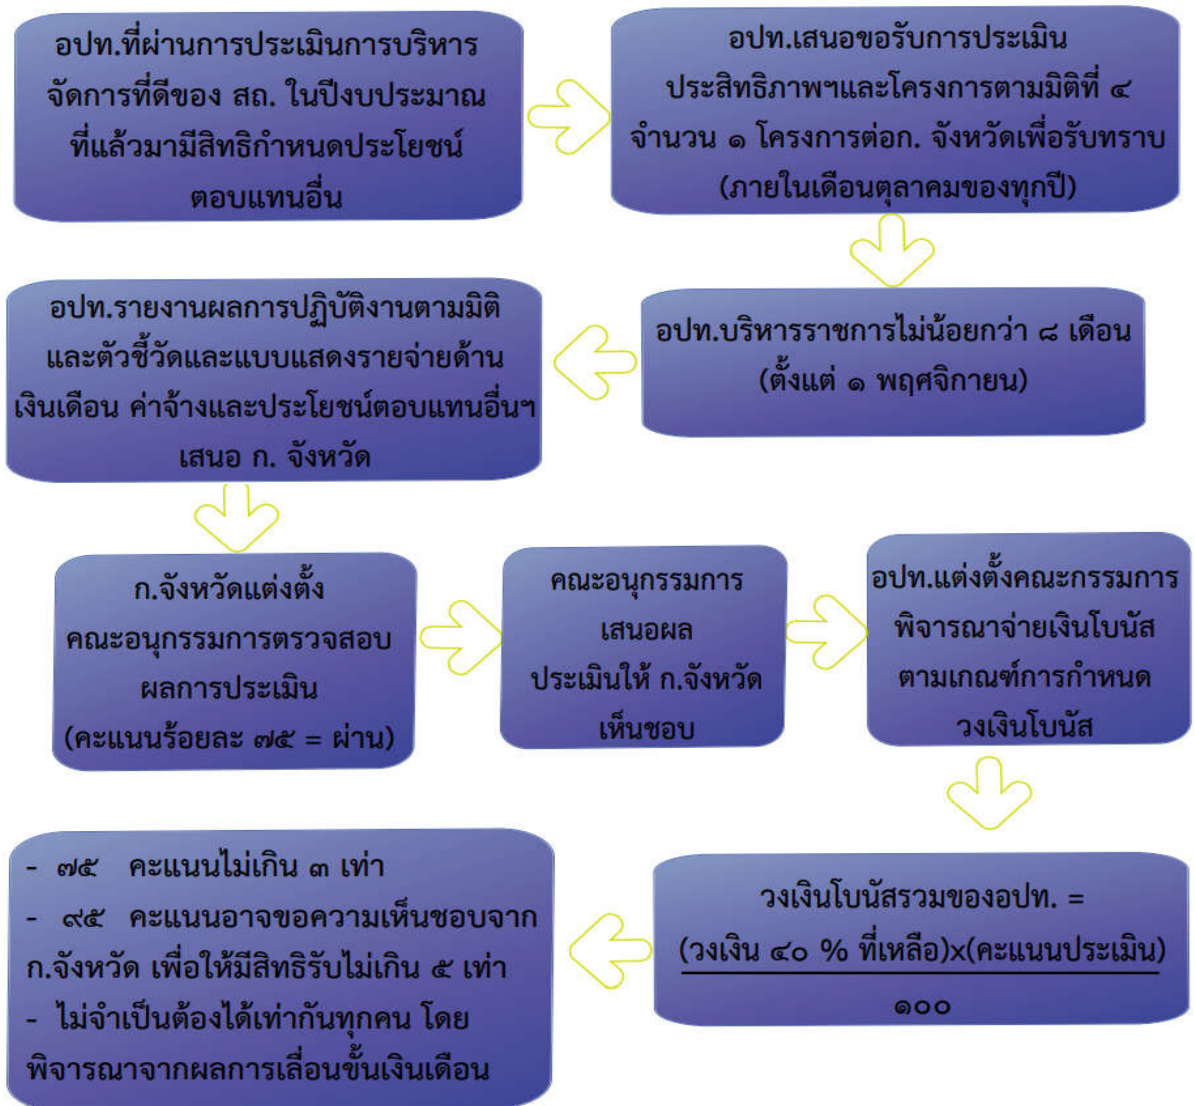 อปท.ที่ผ่านการประเมินการบริหาร
จัดการที่ดีของ สถ. ในปีงบประมาณ
ที่แล้วมามีสิทธิกำหนดประโยชน์
ตอบแทนอื่น
อปท.เสนอขอรับการประเมิน
ประสิทธิภาพฯและโครงการตามมิติที่ ๔
จำนวน ๑ โครงการต่อก. จังหวัดเพื่อรับทราบ
(ภายในเดือนตุลาคมของทุกปี)
อปท.บริหารราชการไม่น้อยกว่า ๘ เดือน
(ตั้งแต่ ๑ พฤศจิกายน)
อปท.รายงานผลการปฏิบัติงานตามมิติ
และตัวชี้วัดและแบบแสดงรายจ่ายด้าน
เงินเดือน ค่าจ้างและประโยชน์ตอบแทนอื่นฯ
เสนอ ก. จังหวัด
ก.จังหวัดแต่งตั้ง
คณะอนุกรรมการตรวจสอบ
ผลการประเมิน
(คะแนนร้อยละ ๗๕ = ผ่าน)
คณะอนุกรรมการ
เสนอผล
ประเมินให้ ก.จังหวัด
เห็นชอบ
อปท.แต่งตั้งคณะกรรมการ
พิจารณาจ่ายเงินโบนัส
ตามเกณฑ์การกำหนด
วงเงินโบนัส
วงเงินโบนัสรวมของอปท. =
(วงเงิน ๔๐ % ที่เหลือ)x(คะแนนประเมิน)
๑๐๐
- ๗๕ คะแนนไม่เกิน ๓ เท่า
- ๙๕ คะแนนอาจขอความเห็นชอบจาก
ก.จังหวัด เพื่อให้มีสิทธิรับไม่เกิน ๕ เท่า
- ไม่จำเป็นต้องได้เท่ากันทุกคน โดย
พิจารณาจากผลการเลื่อนขั้นเงินเดือน